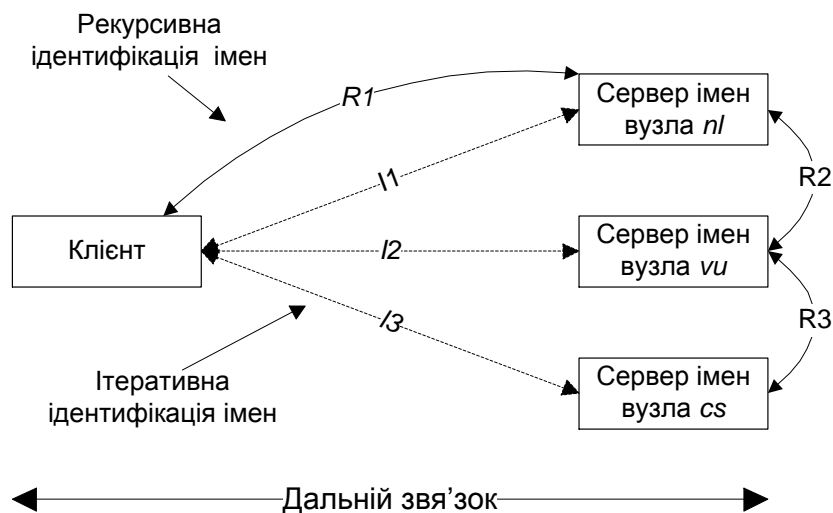 Рекурсивна
ідентифікація імен
R1
Сервер імен
вузла nl
I1
R2
Клієнт
I2
Сервер імен
вузла vu
I3
R3
Ітеративна
ідентифікація імен
Сервер імен
вузла cs
Дальній звя’зок